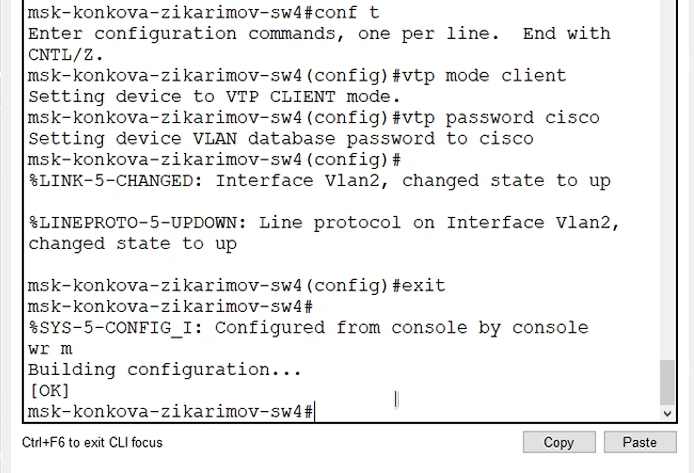 msk-konkova-zikarimov-sw4#conf t
Enter configuration commands, one per line.  End with
CNTL/Z.
msk-konkova-zikarimov-sw4(config)#vtp mode client
Setting device to VTP CLIENT mode.
msk-konkova-zikarimov-sw4(config)#vtp password cisco
Setting device VLAN database password to cisco
msk-konkova-zikarimov-sw4(config)#
%LINK-5-CHANGED: Interface Vlan2, changed state to up
%LINEPROTO-5-UPDOWN: Line protocol on Interface Vlan2,
changed state to up
msk-konkova-zikarimov-sw4(config)#exit
msk-konkova-zikarimov-sw4#
%SYS-5-CONFIG_I: Configured from console by console
wr m
Building configuration...
[OK]
msk-konkova-zikarimov-sw4#
Ctrl+F6 to exit CLI focus
Copy
Paste